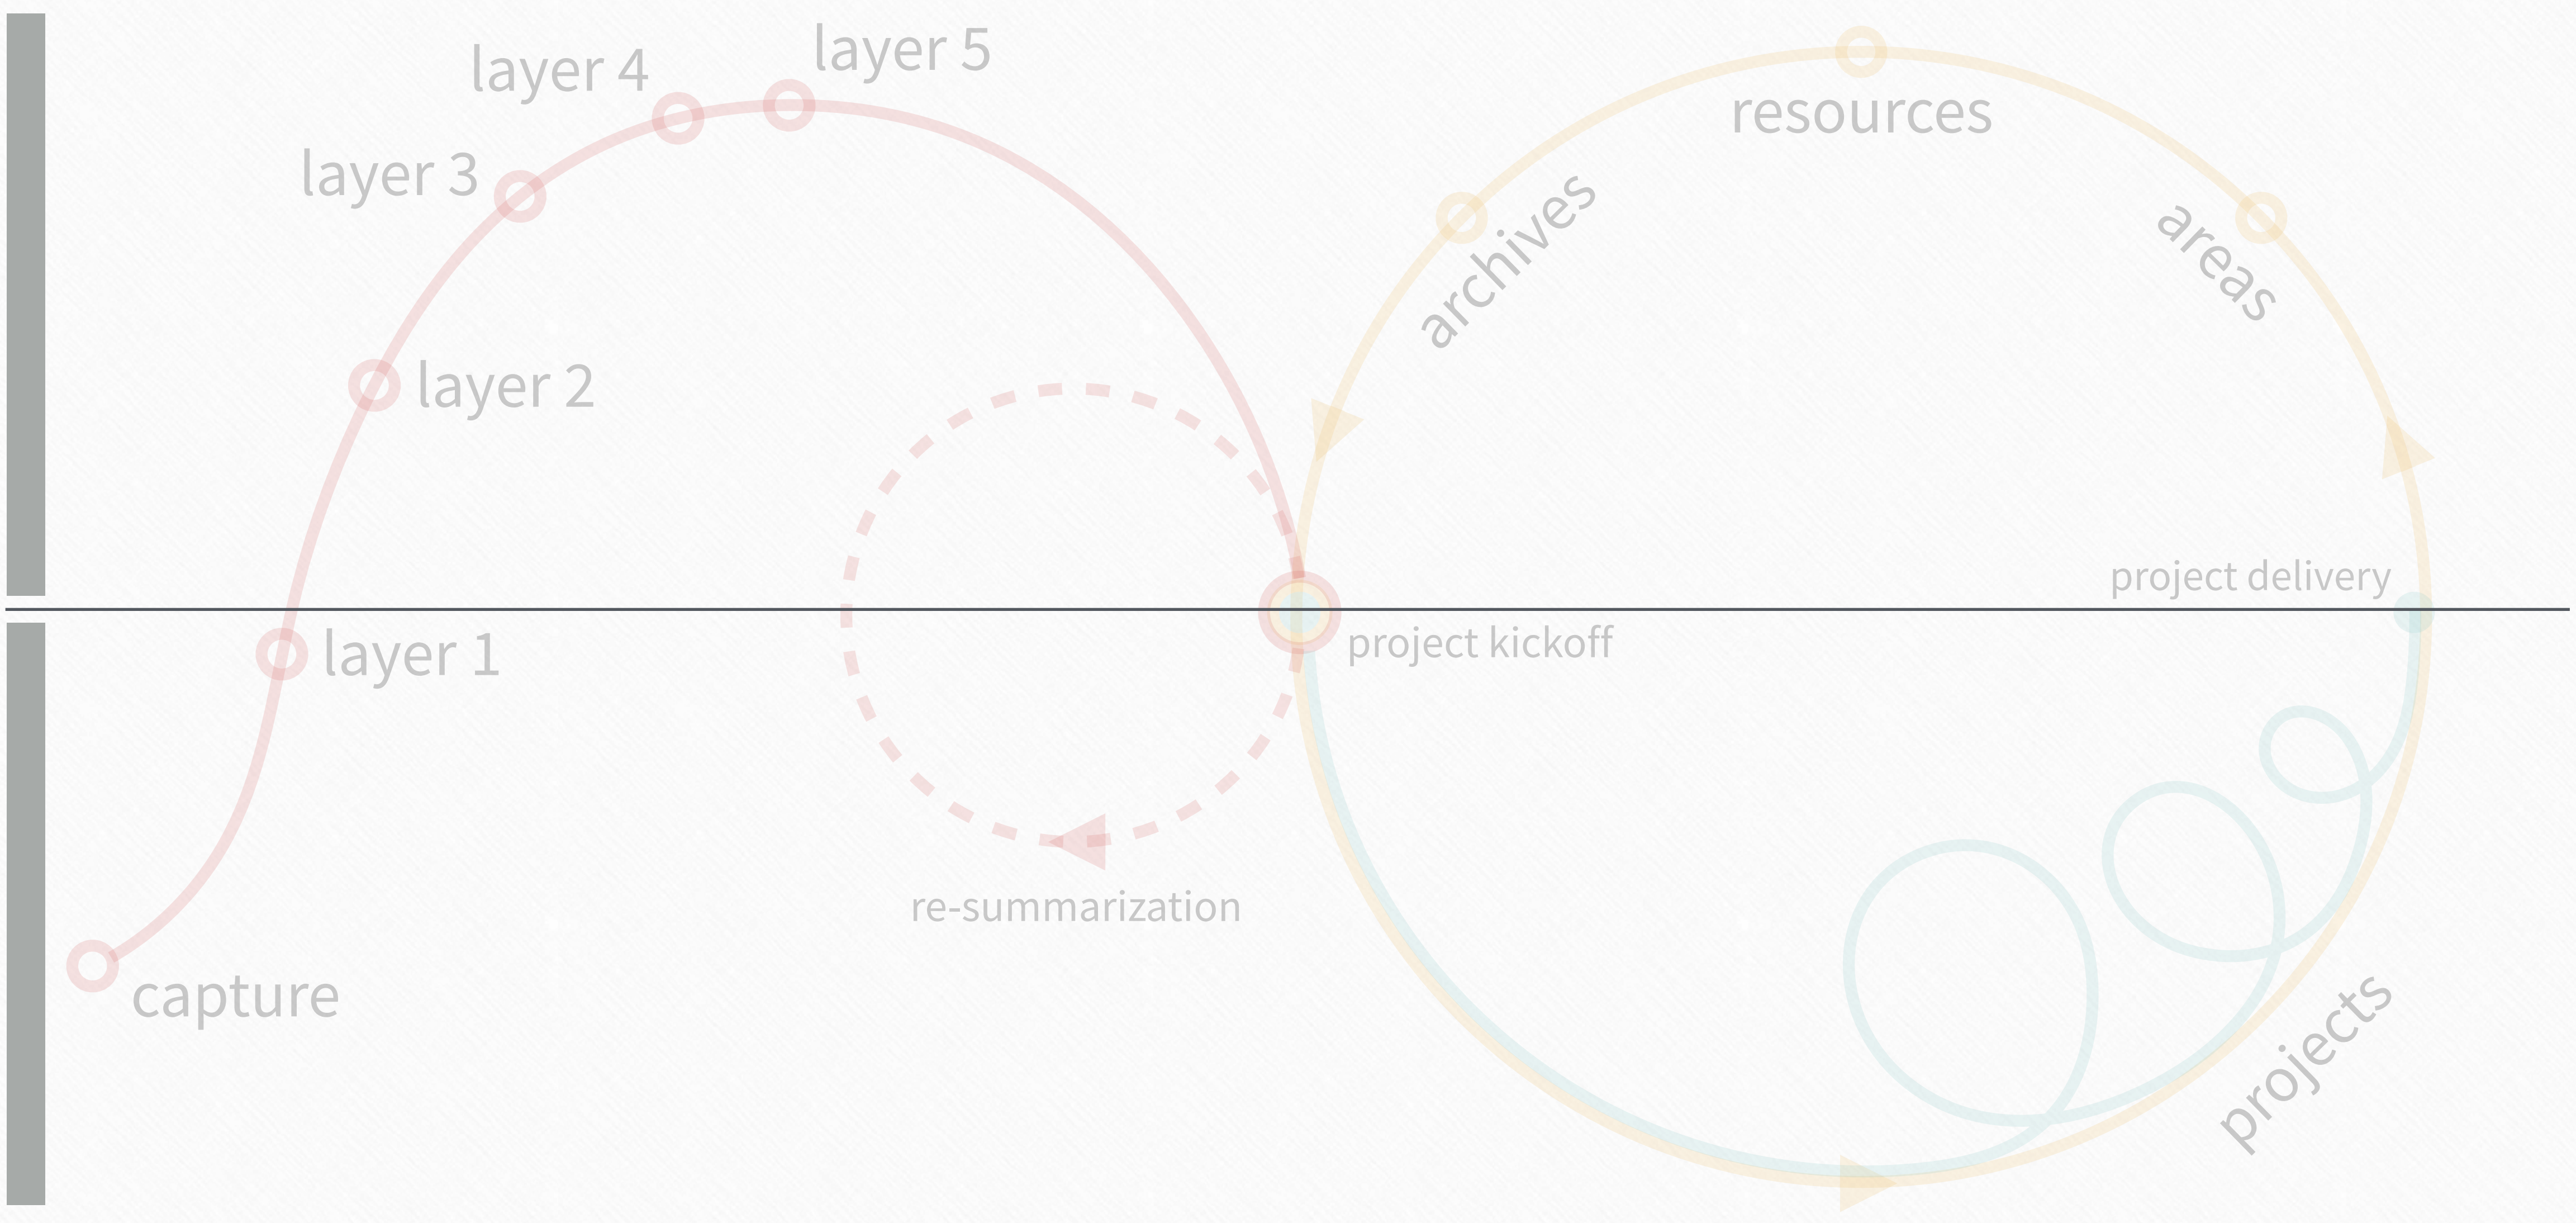 layer 5
layer 4
resources
layer 3
archives
areas
layer 2
project delivery
project kickoff
layer 1
re-summarization
capture
projects